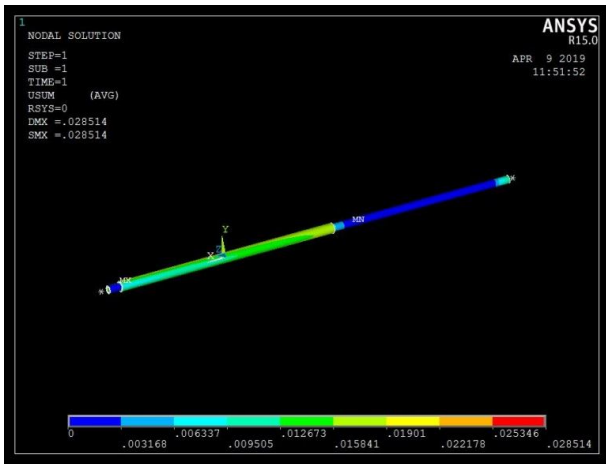 1
NODAL SOLUTION
STEP=1
SUB =1
TIME=1
USUM (AVG)
RSYS=0
DMX =.028514
SMX =.028514
ANSYS
R15.0
APR 9 2019
11:51:52
MN
Y
X
MX
0 .006337 .012673 .01901 .025346
.003168 .009505 .015841 .022178 .028514